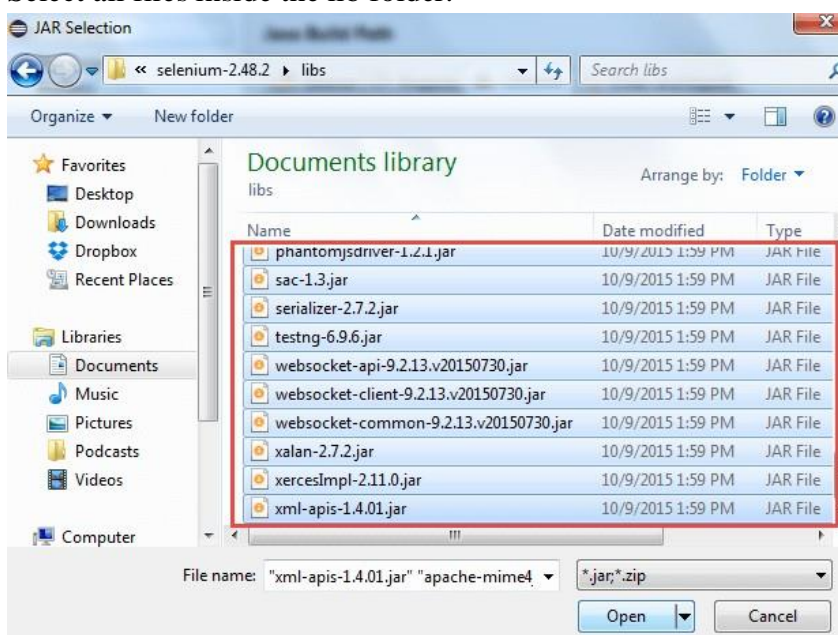 Select all files inside the lib folder.
JAR Selection
Java Build Path
« selenium-2.48.2 ▸ libs
Search libs
Organize ▾ New folder
Favorites
Desktop
Downloads
Dropbox
Recent Places
Libraries
Documents
Music
Pictures
Podcasts
Videos
Computer
Documents library
libs
Arrange by: Folder ▾
Name Date modified Type
phantomjsdriver-1.2.1.jar 10/9/2015 1:59 PM JAR File
sac-1.3.jar 10/9/2015 1:59 PM JAR File
serializer-2.7.2.jar 10/9/2015 1:59 PM JAR File
testng-6.9.6.jar 10/9/2015 1:59 PM JAR File
websocket-api-9.2.13.v20150730.jar 10/9/2015 1:59 PM JAR File
websocket-client-9.2.13.v20150730.jar 10/9/2015 1:59 PM JAR File
websocket-common-9.2.13.v20150730.jar 10/9/2015 1:59 PM JAR File
xalan-2.7.2.jar 10/9/2015 1:59 PM JAR File
xercesImpl-2.11.0.jar 10/9/2015 1:59 PM JAR File
xml-apis-1.4.01.jar 10/9/2015 1:59 PM JAR File
File name: "xml-apis-1.4.01.jar" "apache-mime4
*.jar;*.zip
Open Cancel